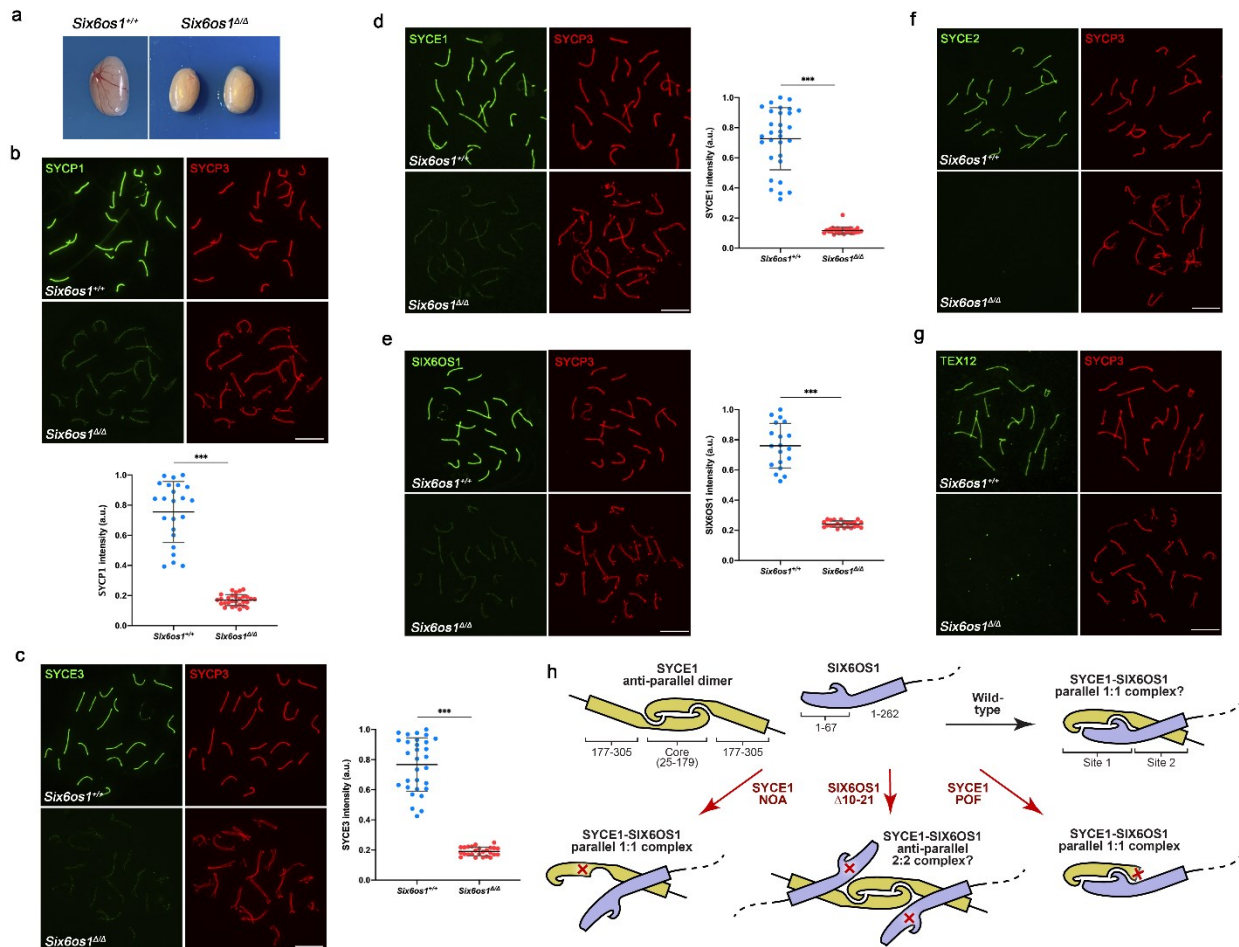 a
Six6os1+/+
Six6os1Δ/Δ
b
SYCP1
SYCP3
Six6os1+/+
Six6os1Δ/Δ
***
SYCP1 intensity (a.u.)
1.0
0.8
0.6
0.4
0.2
0.0
Six6os1+/+
Six6os1Δ/Δ
c
SYCE3
SYCP3
Six6os1+/+
Six6os1Δ/Δ
***
SYCE3 intensity (a.u.)
1.0
0.8
0.6
0.4
0.2
0.0
Six6os1+/+
Six6os1Δ/Δ
d
SYCE1
SYCP3
Six6os1+/+
Six6os1Δ/Δ
***
SYCE1 intensity (a.u.)
1.0
0.8
0.6
0.4
0.2
0.0
Six6os1+/+
Six6os1Δ/Δ
e
SIX6OS1
SYCP3
Six6os1+/+
Six6os1Δ/Δ
***
SIX6OS1 intensity (a.u.)
1.0
0.8
0.6
0.4
0.2
0.0
Six6os1+/+
Six6os1Δ/Δ
f
SYCE2
SYCP3
Six6os1+/+
Six6os1Δ/Δ
g
TEX12
SYCP3
Six6os1+/+
Six6os1Δ/Δ
h
SYCE1
anti-parallel dimer
177-305
Core
(25-179)
177-305
SIX6OS1
1-67
1-262
Wild-
type
SYCE1-SIX6OS1
parallel 1:1 complex?
Site 1
Site 2
SYCE1
NOA
SIX6OS1
Δ10-21
SYCE1
POF
SYCE1-SIX6OS1
parallel 1:1 complex
SYCE1-SIX6OS1
anti-parallel
2:2 complex?
SYCE1-SIX6OS1
parallel 1:1 complex